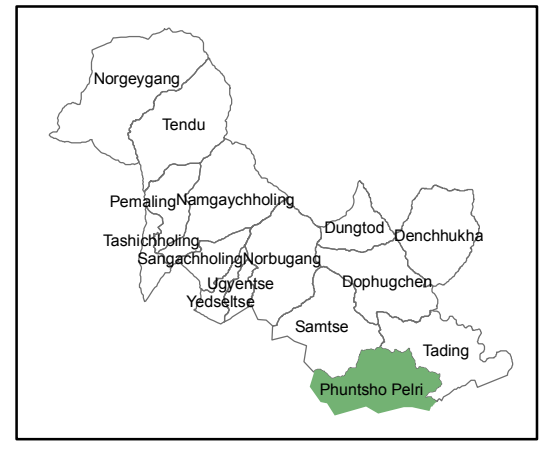 Norgeygang
Tendu
Pemaling
Namgaychholing
Tashichholing
Sangachholing
Norbugang
Dungtod
Denchhukha
Ugyentse
Yedseltse
Dophugchen
Samtse
Tading
Phuntsho Pelri